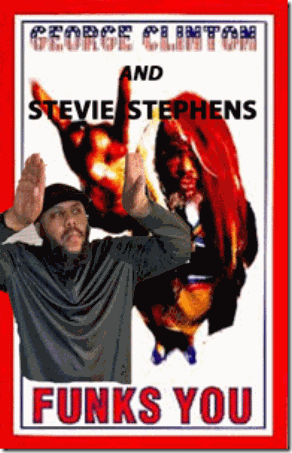 GEORGE CLINTON
AND
STEVIE STEPHENS
FUNKS YOU